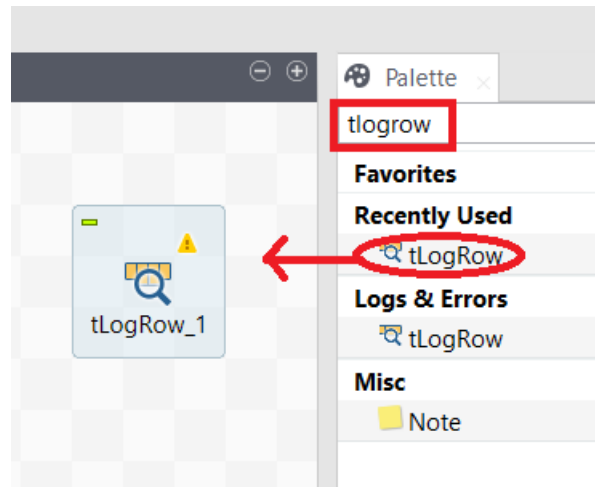 Palette
tlogrow
Favorites
Recently Used
tLogRow
Logs & Errors
tLogRow
Misc
Note
tLogRow_1